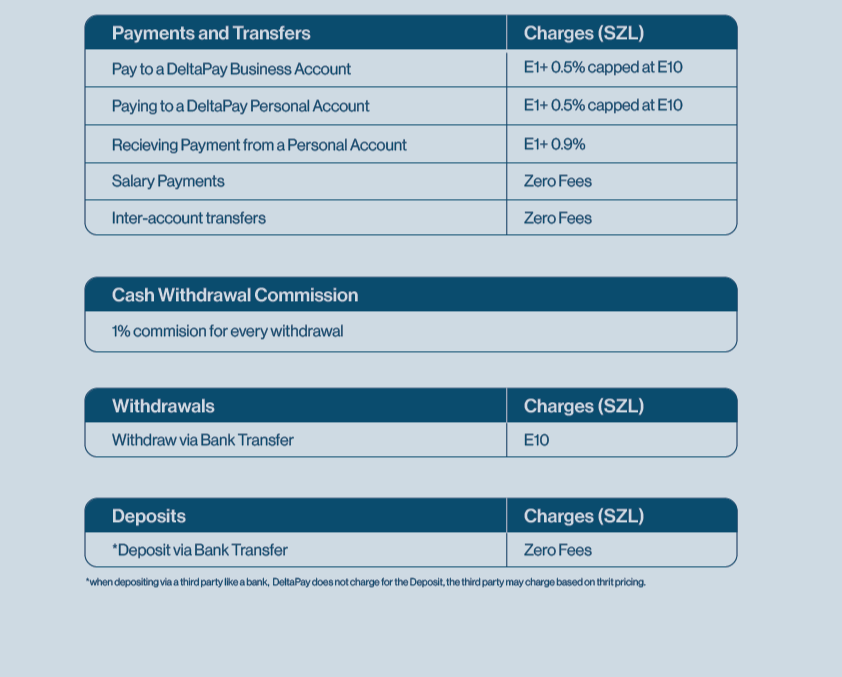 Payments and Transfers Charges (SZL)
Pay to a DeltaPay Business Account E1+ 0.5% capped at E10
Paying to a DeltaPay Personal Account E1+ 0.5% capped at E10
Recieving Payment from a Personal Account E1+ 0.9%
Salary Payments Zero Fees
Inter-account transfers Zero Fees
Cash Withdrawal Commission
1% commision for every withdrawal
Withdrawals Charges (SZL)
Withdraw via Bank Transfer E10
Deposits Charges (SZL)
*Deposit via Bank Transfer Zero Fees
*when depositing via a third party like a bank, DeltaPay does not charge for the Deposit, the third party may charge based on thrit pricing.